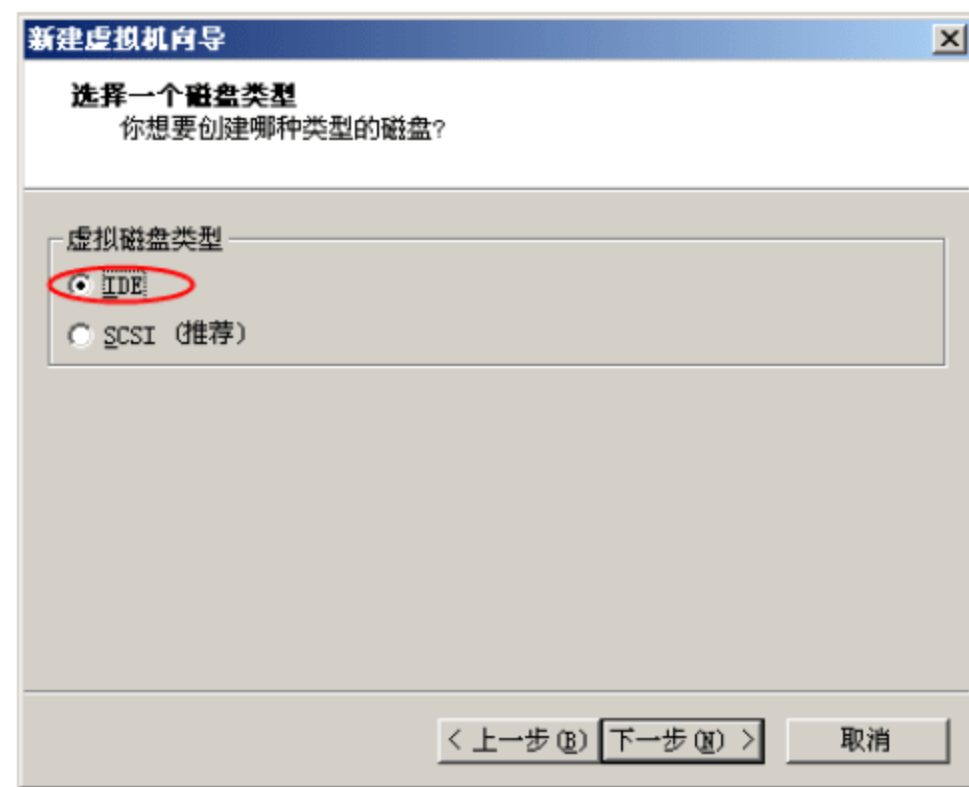 新建虚拟机向导
选择一个磁盘类型
你想要创建哪种类型的磁盘?
虚拟磁盘类型
IDE
SCSI (推荐)
< 上一步(B) 下一步(N) > 取消